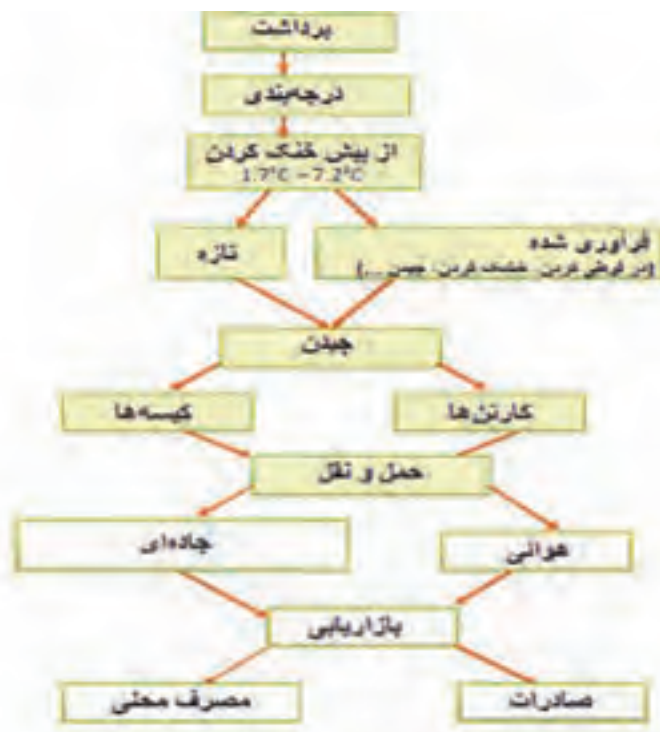 برداشت
درجه‌بندی
از پیش خنک کردن
1.7°C – 7.2°C
فرآوری شده
(در قوطی کردن، خشک کردن، چیدن ...)
تازه
چیدن
کارتن‌ها
کیسه‌ها
حمل و نقل
هوائی
جاده‌ای
بازاریابی
صادرات
مصرف محلی